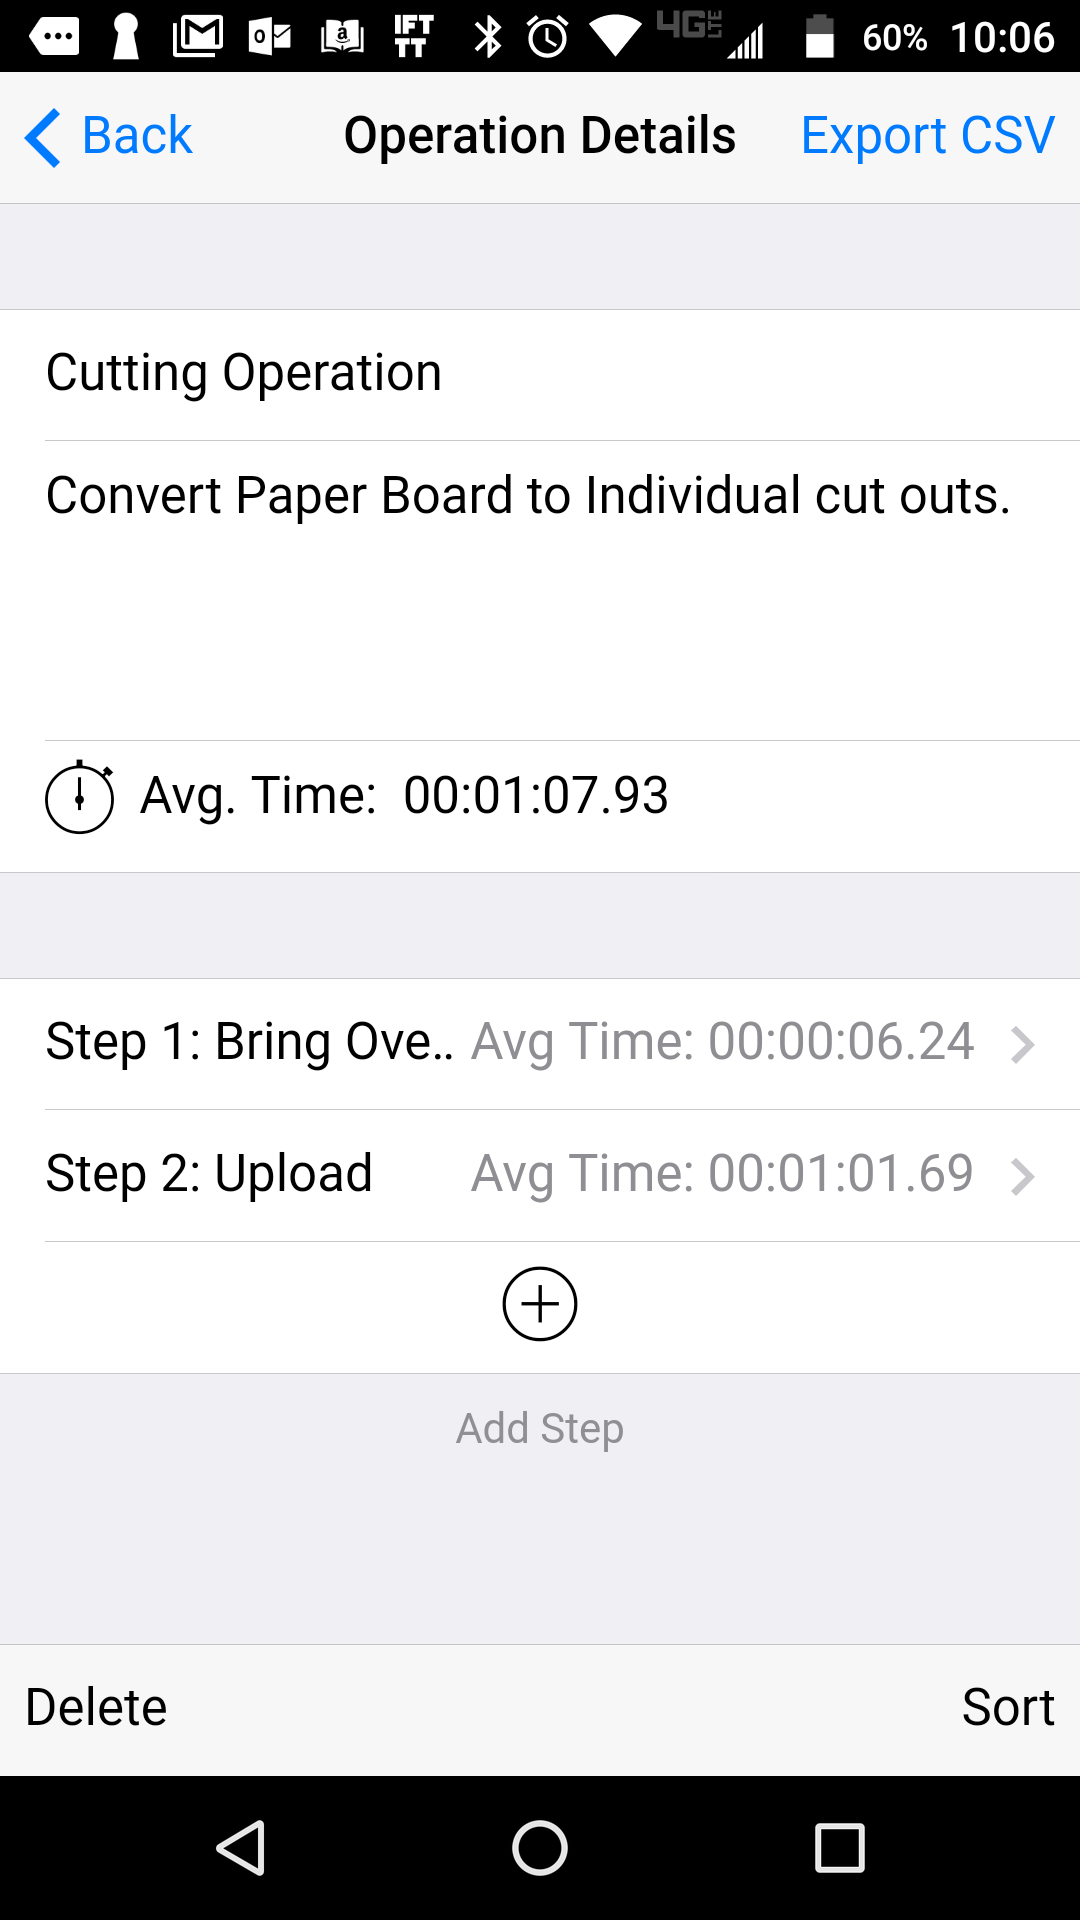 60% 10:06
Back Operation Details Export CSV
Cutting Operation
Convert Paper Board to Individual cut outs.
Avg. Time: 00:01:07.93
Step 1: Bring Ove.. Avg Time: 00:00:06.24
Step 2: Upload Avg Time: 00:01:01.69
Add Step
Delete Sort